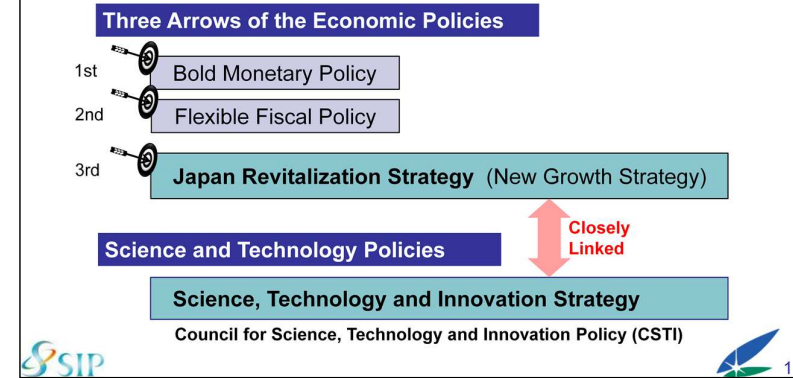 Three Arrows of the Economic Policies
1st
Bold Monetary Policy
2nd
Flexible Fiscal Policy
3rd
Japan Revitalization Strategy (New Growth Strategy)
Closely
Linked
Science and Technology Policies
Science, Technology and Innovation Strategy
Council for Science, Technology and Innovation Policy (CSTI)
SIP
1